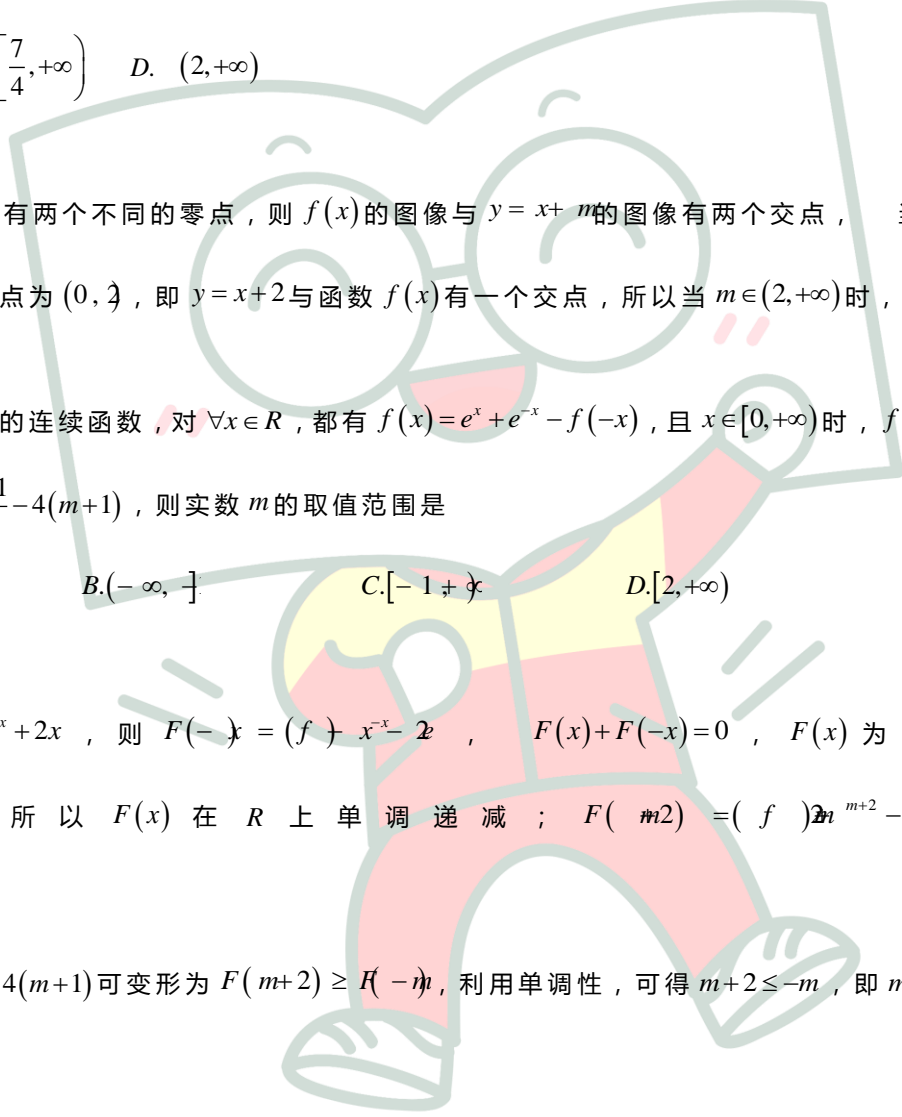 [7/4,+∞) D. (2,+∞)
有两个不同的零点，则 f(x)的图像与 y = x+ m的图像有两个交点，
点为 (0, 2)，即 y = x+2与函数 f(x)有一个交点，所以当 m∈(2,+∞)时，
的连续函数，对 ∀x∈R，都有 f(x)=e^x+e^{-x}−f(−x)，且 x∈[0,+∞)时，f
−4(m+1)，则实数 m的取值范围是
B.(−∞, C.[−1,+∞) D.[2,+∞)
+2x ， 则 F(−x) = f(−x)− ， F(x)+F(−x)=0 ， F(x) 为
所以 F(x) 在 R 上单调递减； F(m+2) = f(m+2) −
4(m+1)可变形为 F(m+2) ≥ F(−m)，利用单调性，可得 m+2≤−m，即 m